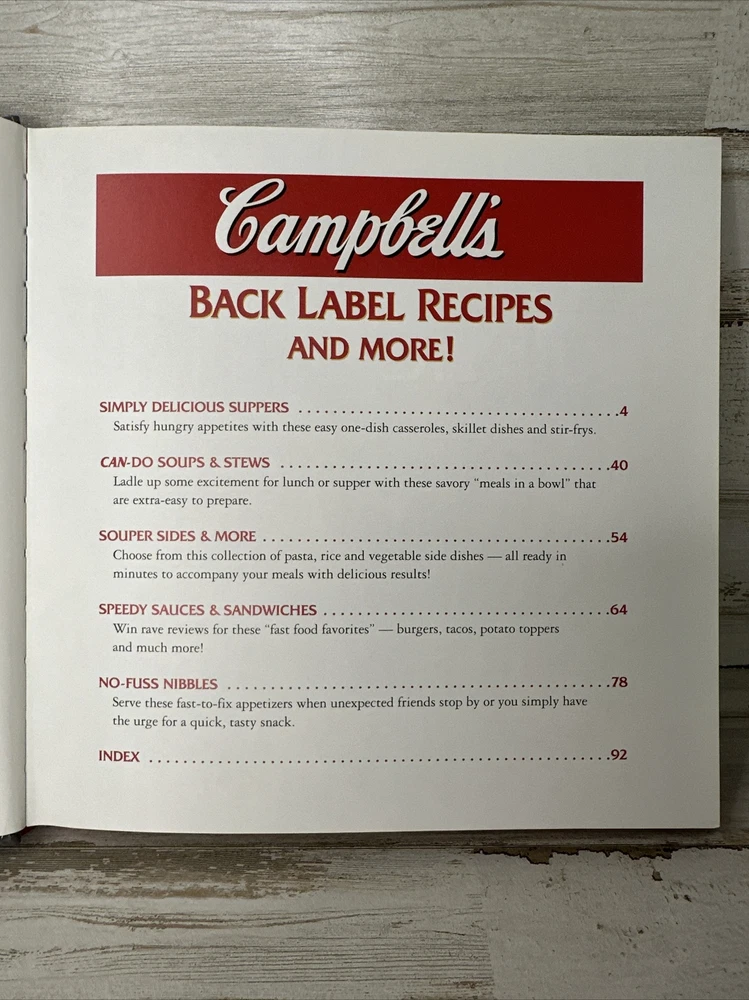 Campbell's
BACK LABEL RECIPES
AND MORE!
SIMPLY DELICIOUS SUPPERS ........................................4
Satisfy hungry appetites with these easy one-dish casseroles, skillet dishes and stir-frys.
CAN-DO SOUPS & STEWS ........................................40
Ladle up some excitement for lunch or supper with these savory “meals in a bowl” that
are extra-easy to prepare.
SOUPER SIDES & MORE ........................................54
Choose from this collection of pasta, rice and vegetable side dishes — all ready in
minutes to accompany your meals with delicious results!
SPEEDY SAUCES & SANDWICHES ....................................64
Win rave reviews for these “fast food favorites” — burgers, tacos, potato toppers
and much more!
NO-FUSS NIBBLES ..............................................78
Serve these fast-to-fix appetizers when unexpected friends stop by or you simply have
the urge for a quick, tasty snack.
INDEX ........................................................92